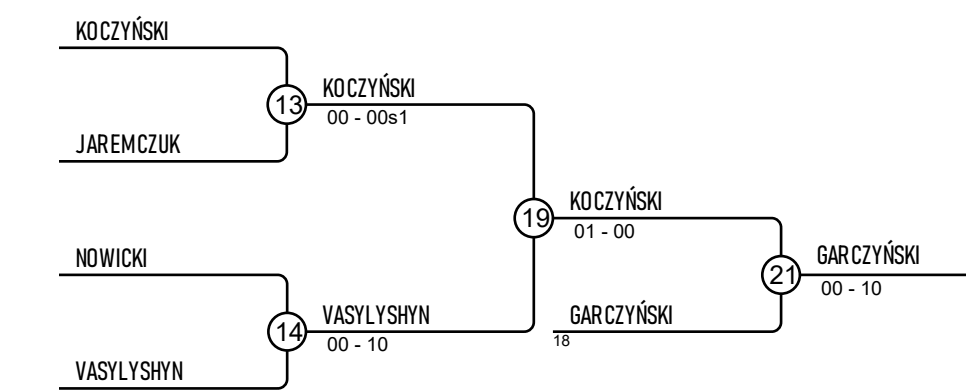 KOCZYŃSKI
13
KOCZYŃSKI
00 - 00s1
JAREMCZUK
19
KOCZYŃSKI
01 - 00
NOWICKI
14
VASYLYSHYN
00 - 10
VASYLYSHYN
GARCZYŃSKI
18
21
GARCZYŃSKI
00 - 10